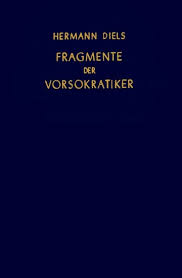 HERMANN DIELS
FRAGMENTE
DER
VORSOKRATIKER